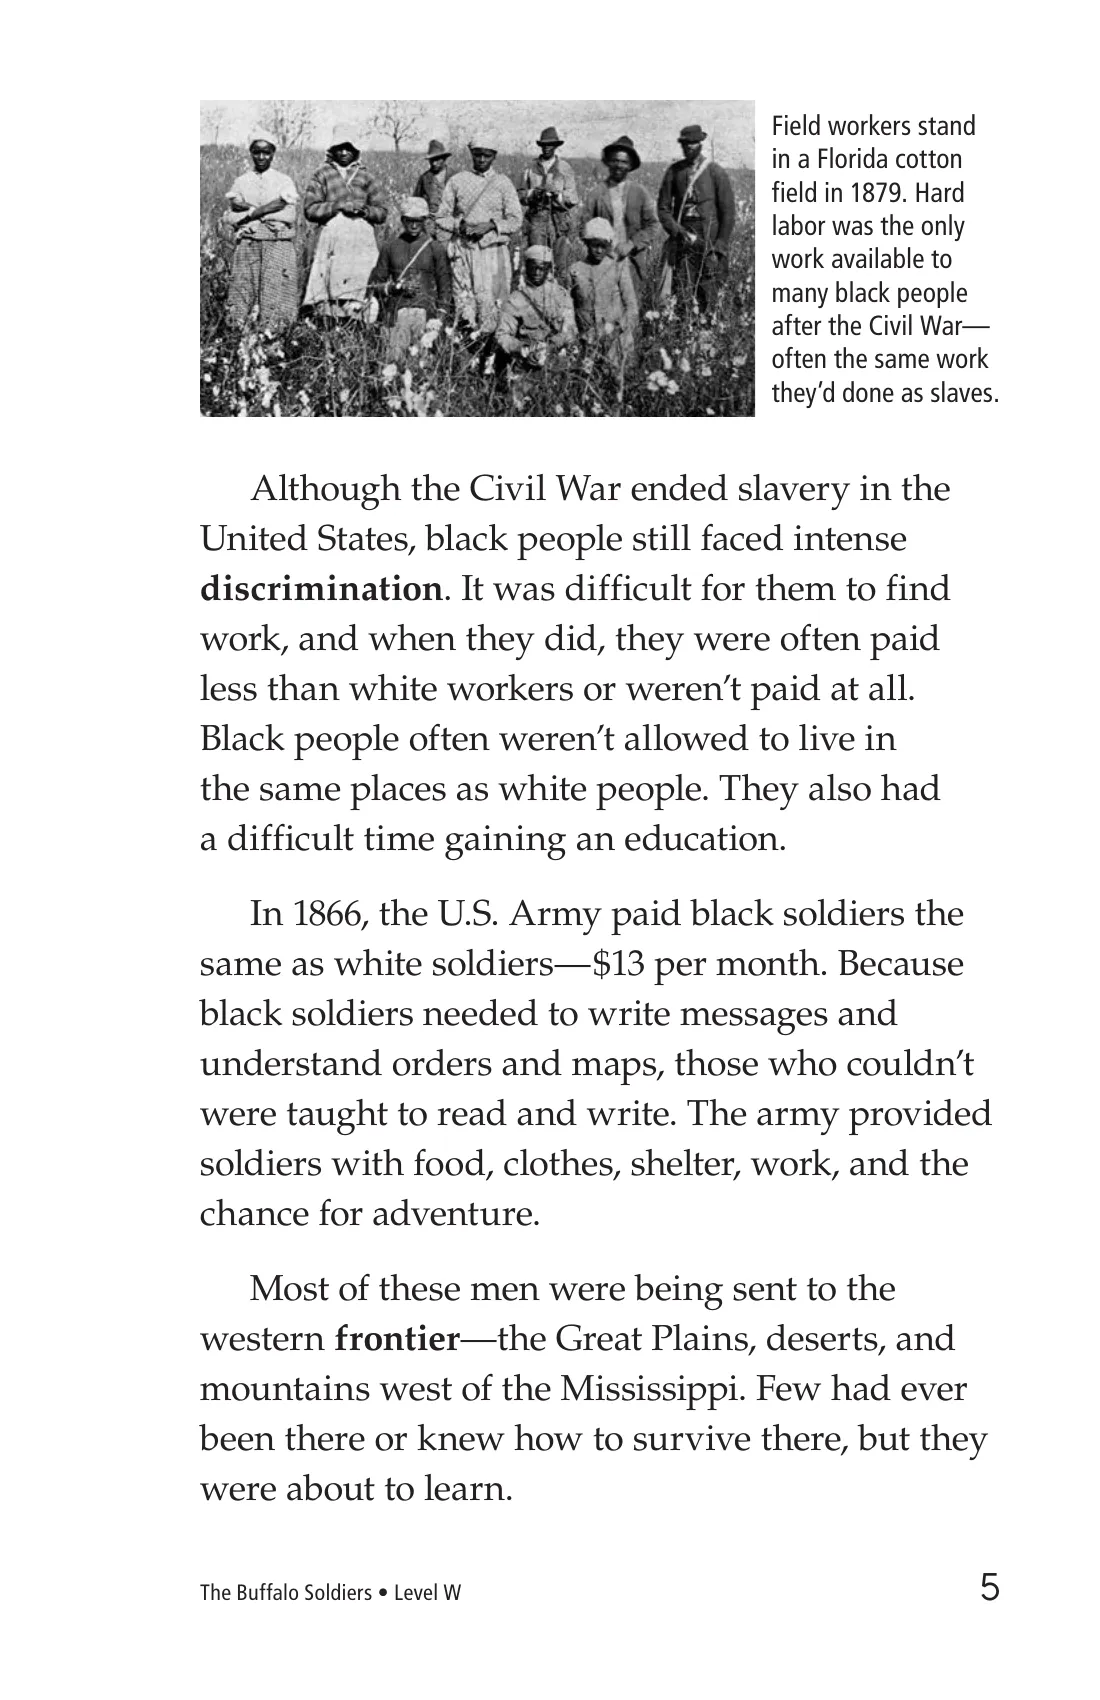 Field workers stand
in a Florida cotton
field in 1879. Hard
labor was the only
work available to
many black people
after the Civil War—
often the same work
they’d done as slaves.
Although the Civil War ended slavery in the
United States, black people still faced intense
discrimination. It was difficult for them to find
work, and when they did, they were often paid
less than white workers or weren’t paid at all.
Black people often weren’t allowed to live in
the same places as white people. They also had
a difficult time gaining an education.
In 1866, the U.S. Army paid black soldiers the
same as white soldiers—$13 per month. Because
black soldiers needed to write messages and
understand orders and maps, those who couldn’t
were taught to read and write. The army provided
soldiers with food, clothes, shelter, work, and the
chance for adventure.
Most of these men were being sent to the
western frontier—the Great Plains, deserts, and
mountains west of the Mississippi. Few had ever
been there or knew how to survive there, but they
were about to learn.
The Buffalo Soldiers • Level W 5